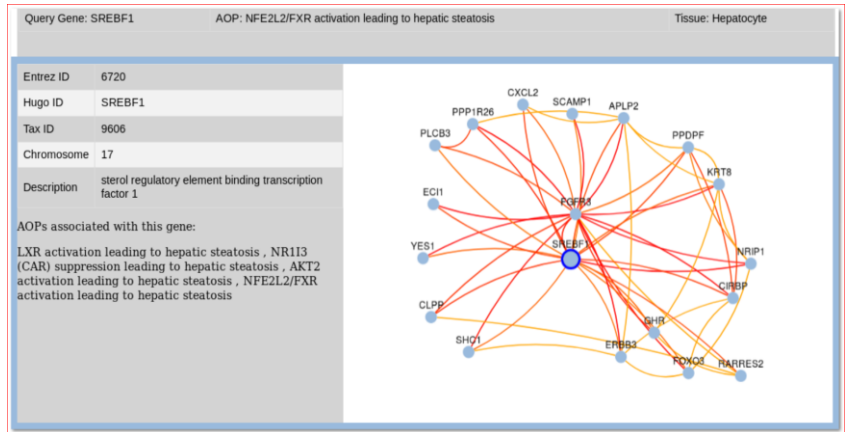 Query Gene: SREBF1 AOP: NFE2L2/FXR activation leading to hepatic steatosis Tissue: Hepatocyte
Entrez ID 6720
Hugo ID SREBF1
Tax ID 9606
Chromosome 17
Description sterol regulatory element binding transcription
factor 1
AOPs associated with this gene:
LXR activation leading to hepatic steatosis , NR1I3
(CAR) suppression leading to hepatic steatosis , AKT2
activation leading to hepatic steatosis , NFE2L2/FXR
activation leading to hepatic steatosis
CXCL2
SCAMP1
APLP2
PPP1R26
PLCB3
PPDPF
KRT8
ECI1
FGFR3
YES1
SREBF1
NRIP1
CIRBP
CLPP
GHR
SHC1
ERBB3
FOXO3
RARRES2